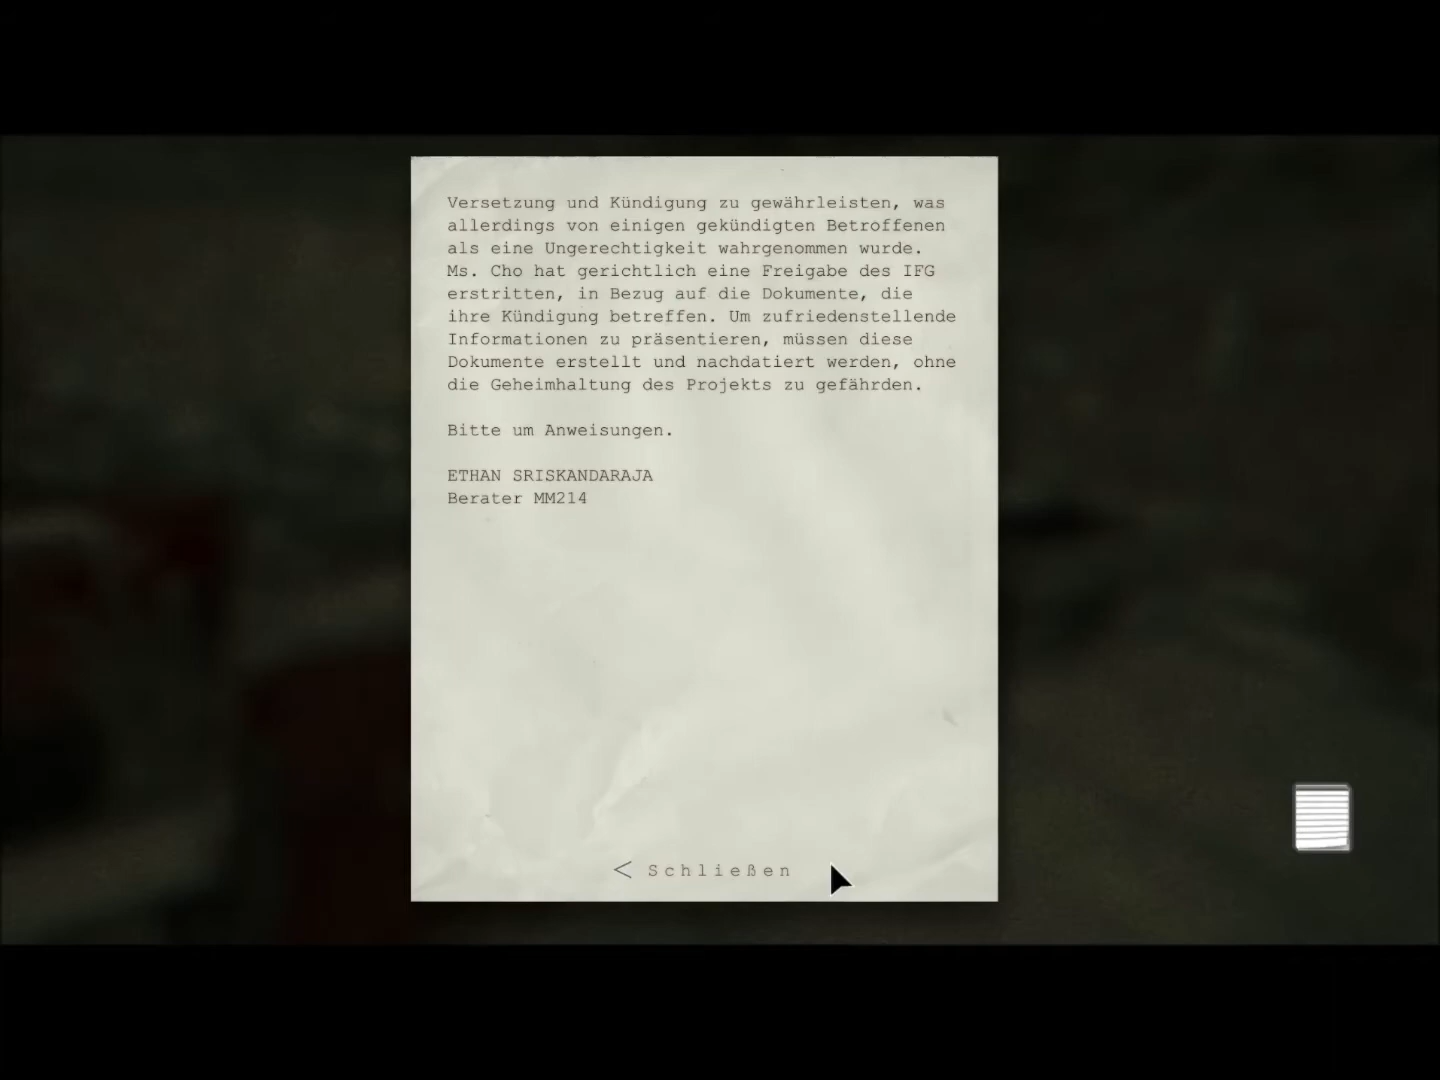 Versetzung und Kündigung zu gewährleisten, was
allerdings von einigen gekündigten Betroffenen
als eine Ungerechtigkeit wahrgenommen wurde.
Ms. Cho hat gerichtlich eine Freigabe des IFG
erstritten, in Bezug auf die Dokumente, die
ihre Kündigung betreffen. Um zufriedenstellende
Informationen zu präsentieren, müssen diese
Dokumente erstellt und nachdatiert werden, ohne
die Geheimhaltung des Projekts zu gefährden.
Bitte um Anweisungen.
ETHAN SRISKANDARAJA
Berater MM214
< Schließen